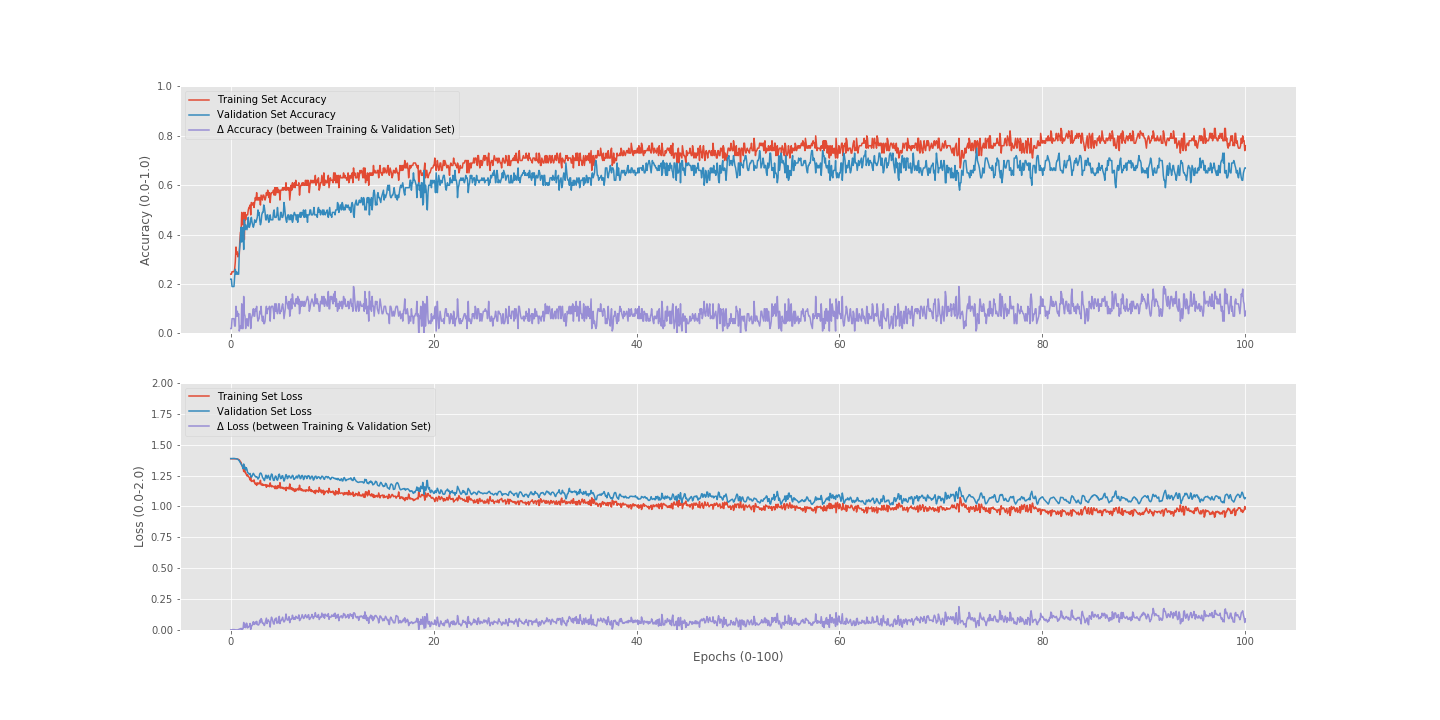 1.0
Training Set Accuracy
Validation Set Accuracy
Δ Accuracy (between Training & Validation Set)
0.8
0.6
0.4
0.2
0.0
Accuracy (0.0-1.0)
0 20 40 60 80 100
2.00
Training Set Loss
Validation Set Loss
Δ Loss (between Training & Validation Set)
1.75
1.50
1.25
1.00
0.75
0.50
0.25
0.00
Loss (0.0-2.0)
0 20 40 60 80 100
Epochs (0-100)